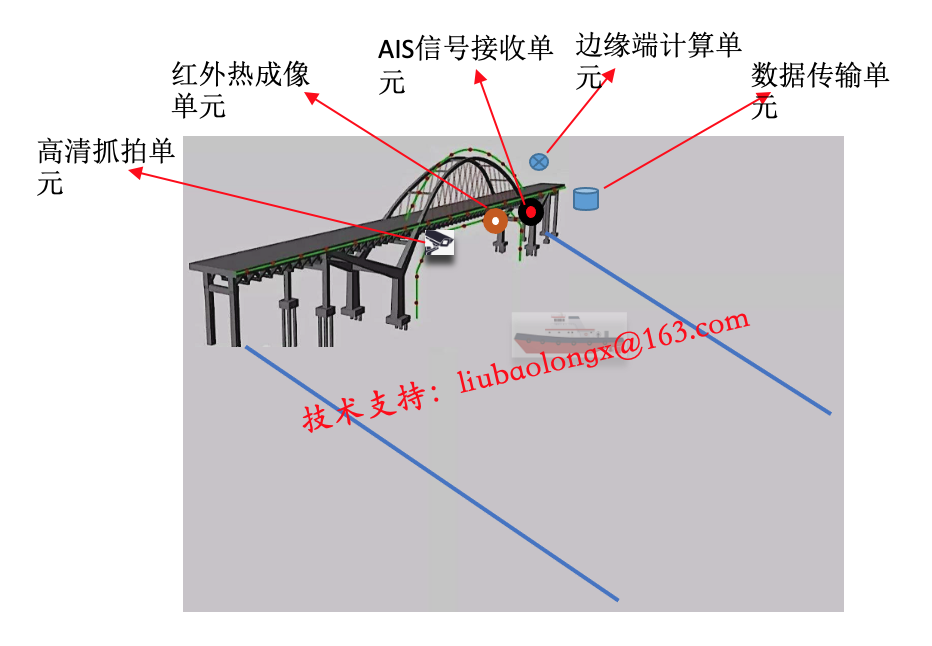 AIS信号接收单
元
边缘端计算单
元
红外热成像
单元
数据传输单
元
高清抓拍单
元
技术支持：liubaolongx@163.com